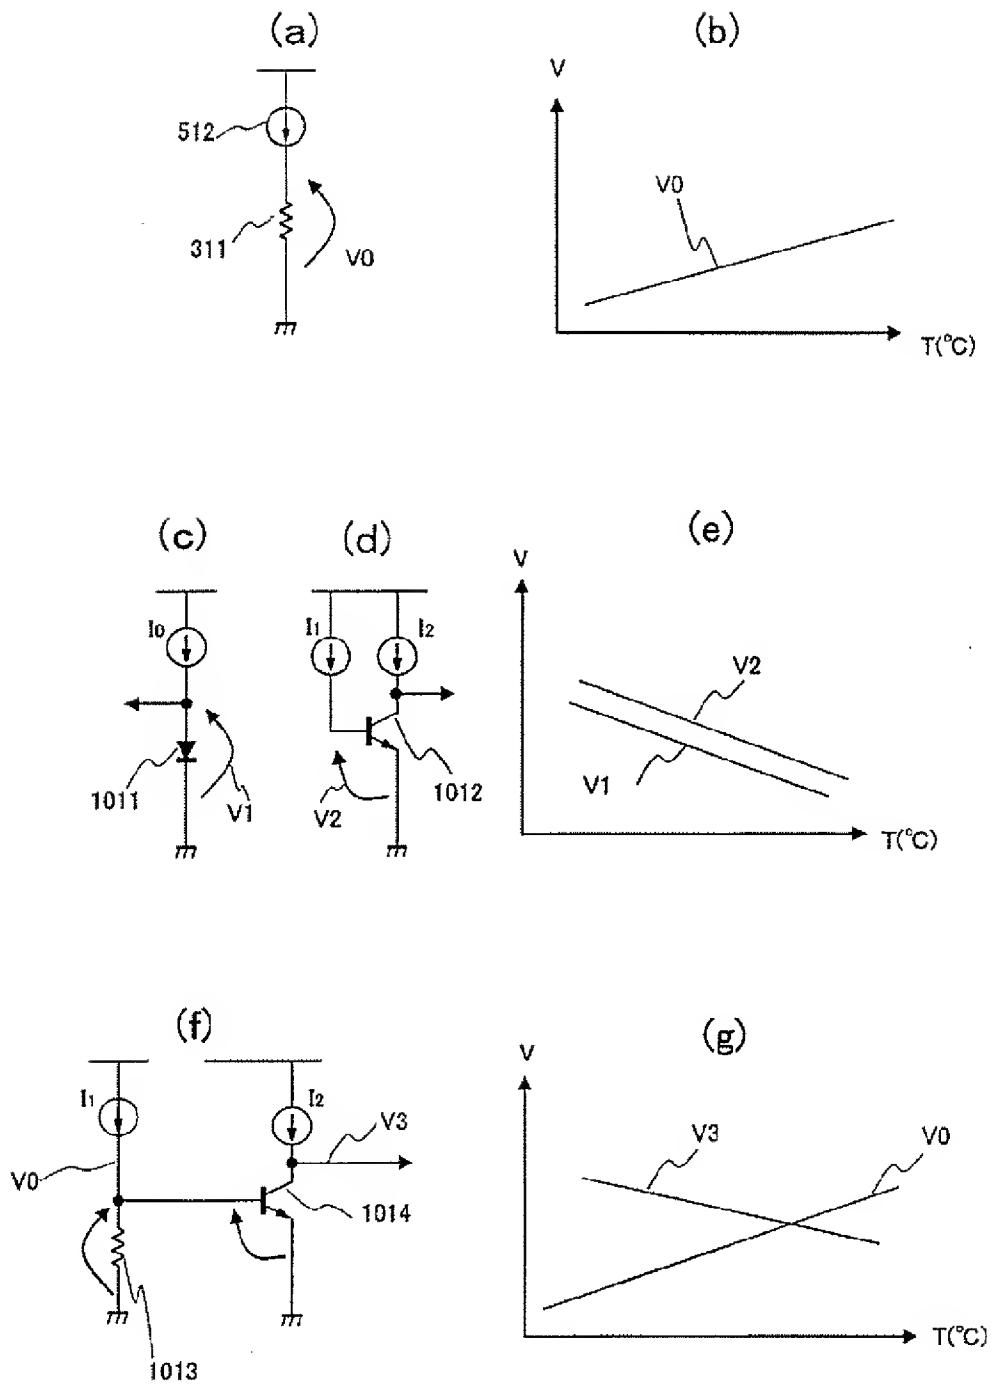 (a)
512
311
V0
(b)
V
V0
T(℃)
(c)
I0
1011
V1
(d)
I1
I2
1012
V2
(e)
V
V2
V1
T(℃)
(f)
I1
I2
V3
V0
1014
1013
(g)
V
V3
V0
T(℃)